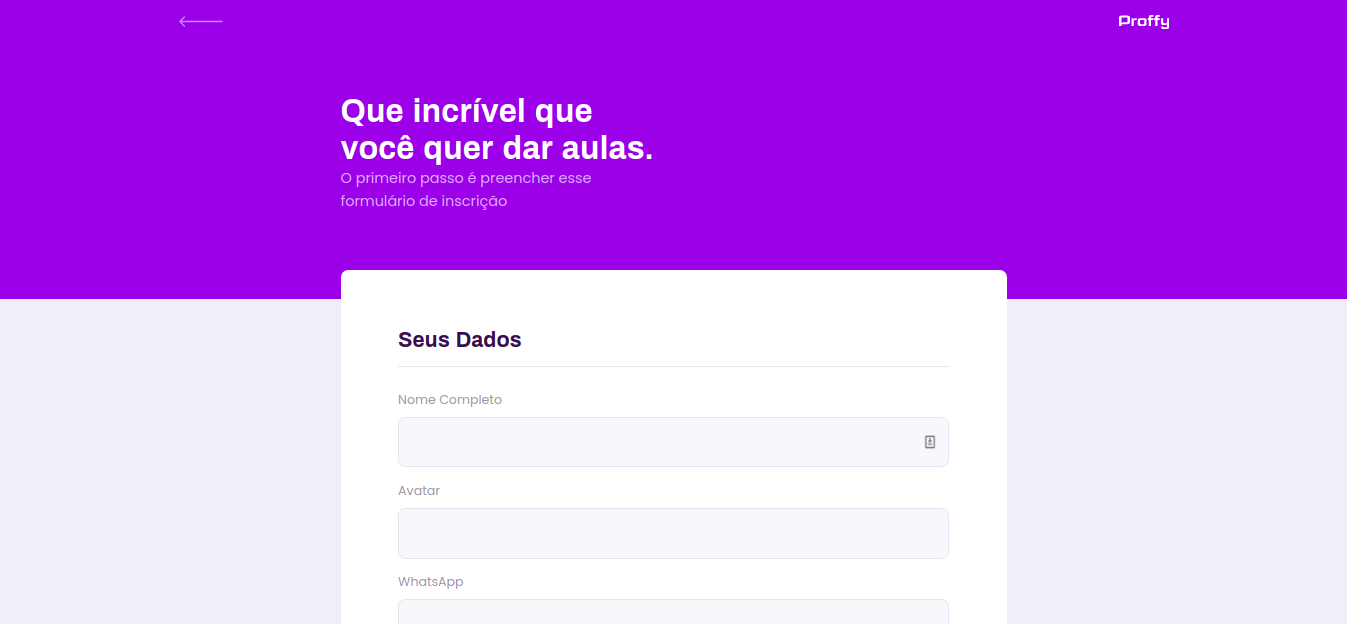 Proffy
Que incrível que
você quer dar aulas.
O primeiro passo é preencher esse
formulário de inscrição
Seus Dados
Nome Completo
Avatar
WhatsApp